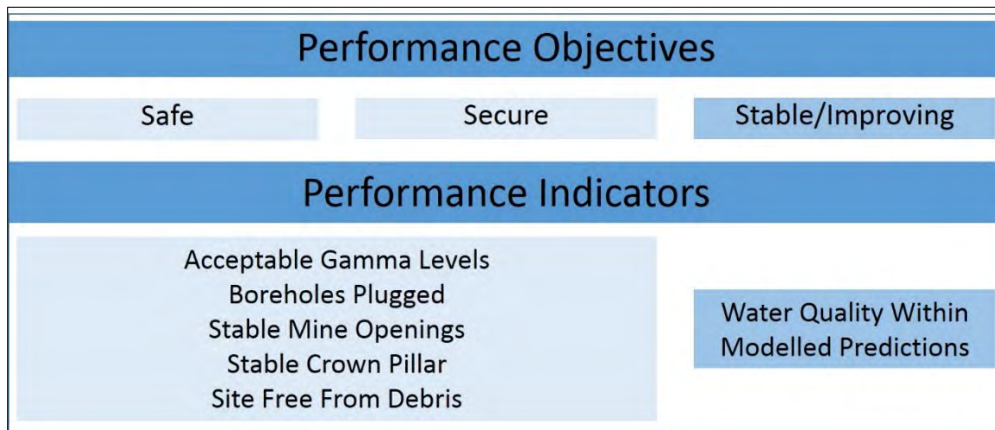 Performance Objectives
Safe
Secure
Stable/Improving
Performance Indicators
Acceptable Gamma Levels
Boreholes Plugged
Stable Mine Openings
Stable Crown Pillar
Site Free From Debris
Water Quality Within
Modelled Predictions